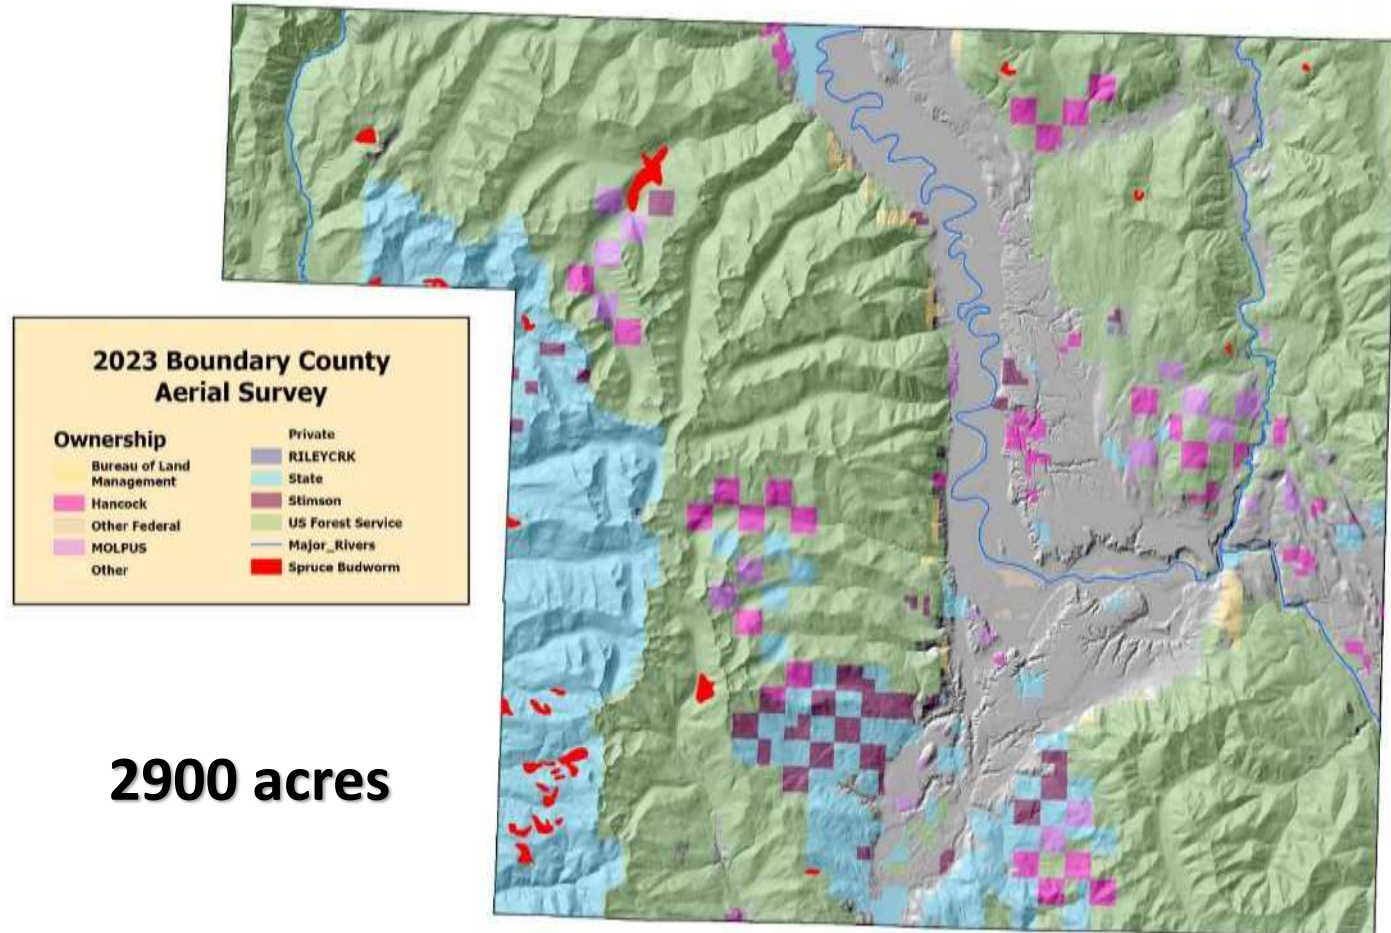 2023 Boundary County
Aerial Survey
Ownership
Bureau of Land
Management
Hancock
Other Federal
MOLPUS
Other
Private
RILEYCRK
State
Stimson
US Forest Service
Major_Rivers
Spruce Budworm
2900 acres